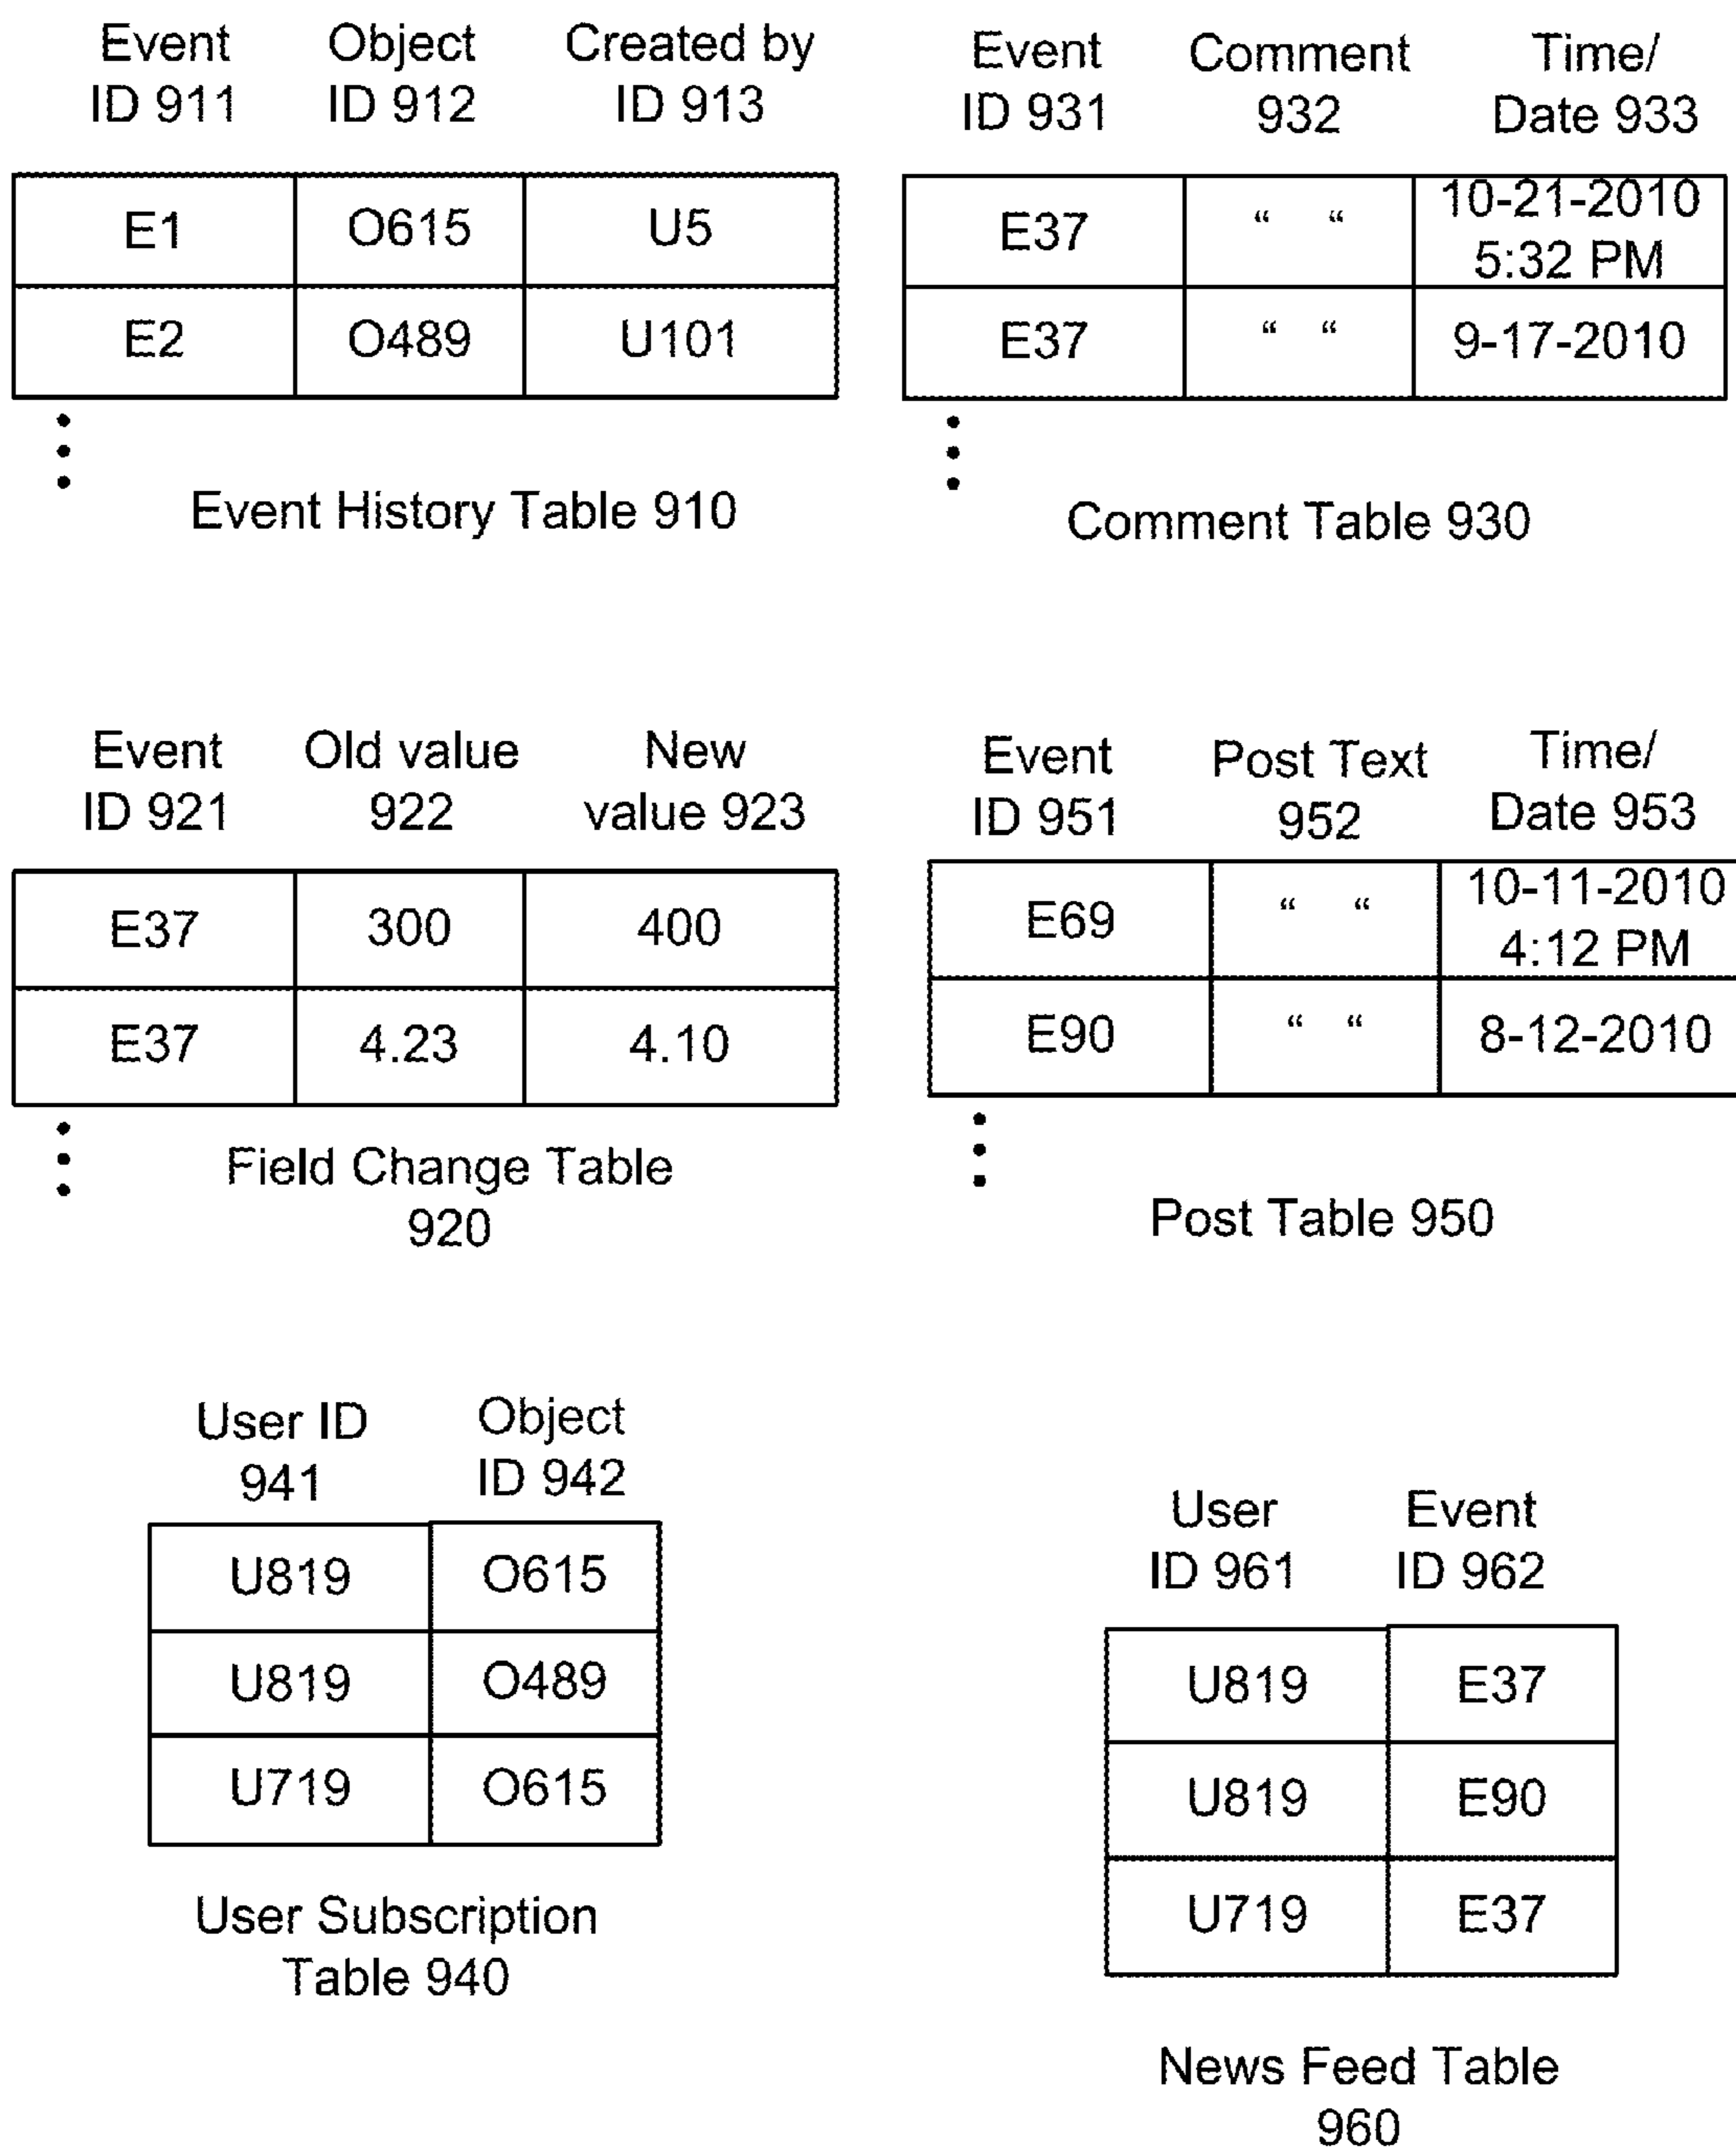 Event Object Created by
ID 911 ID 912 ID 913
E1 O615 U5
E2 O489 U101
Event History Table 910
Event Comment Time/
ID 931 932 Date 933
E37 “ “ 10-21-2010
5:32 PM
E37 “ “ 9-17-2010
Comment Table 930
Event Old value New
ID 921 922 value 923
E37 300 400
E37 4.23 4.10
Field Change Table
920
Event Post Text Time/
ID 951 952 Date 953
E69 “ “ 10-11-2010
4:12 PM
E90 “ “ 8-12-2010
Post Table 950
User ID Object
941 ID 942
U819 O615
U819 O489
U719 O615
User Subscription
Table 940
User Event
ID 961 ID 962
U819 E37
U819 E90
U719 E37
News Feed Table
960